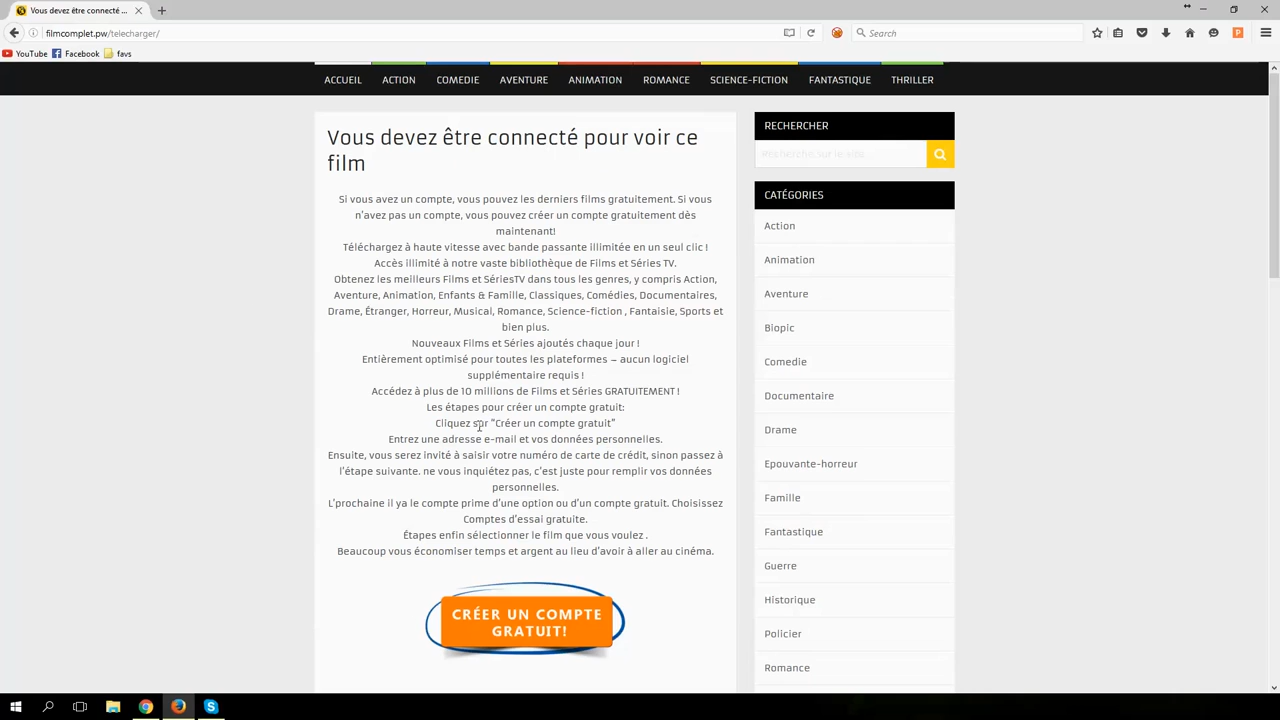 Vous devez être connecté ...
filmcomplet.pw/telecharger/
Search
YouTube
Facebook
favs
ACCUEIL
ACTION
COMEDIE
AVENTURE
ANIMATION
ROMANCE
SCIENCE-FICTION
FANTASTIQUE
THRILLER
Vous devez être connecté pour voir ce
film
Si vous avez un compte, vous pouvez les derniers films gratuitement. Si vous
n'avez pas un compte, vous pouvez créer un compte gratuitement dès
maintenant!
Téléchargez à haute vitesse avec bande passante illimitée en un seul clic !
Accès illimité à notre vaste bibliothèque de Films et Séries TV.
Obtenez les meilleurs Films et SériesTV dans tous les genres, y compris Action,
Aventure, Animation, Enfants & Famille, Classiques, Comédies, Documentaires,
Drame, Étranger, Horreur, Musical, Romance, Science-fiction , Fantaisie, Sports et
bien plus.
Nouveaux Films et Séries ajoutés chaque jour !
Entièrement optimisé pour toutes les plateformes – aucun logiciel
supplémentaire requis !
Accédez à plus de 10 millions de Films et Séries GRATUITEMENT !
Les étapes pour créer un compte gratuit:
Cliquez sur "Créer un compte gratuit"
Entrez une adresse e-mail et vos données personnelles.
Ensuite, vous serez invité à saisir votre numéro de carte de crédit, sinon passez à
l'étape suivante. ne vous inquiétez pas, c'est juste pour remplir vos données
personnelles.
L'prochaine il ya le compte prime d'une option ou d'un compte gratuit. Choisissez
Comptes d'essai gratuite.
Étapes enfin sélectionner le film que vous voulez .
Beaucoup vous économiser temps et argent au lieu d'avoir à aller au cinéma.
CRÉER UN COMPTE
GRATUIT!
RECHERCHER
CATÉGORIES
Action
Animation
Aventure
Biopic
Comedie
Documentaire
Drame
Epouvante-horreur
Famille
Fantastique
Guerre
Historique
Policier
Romance